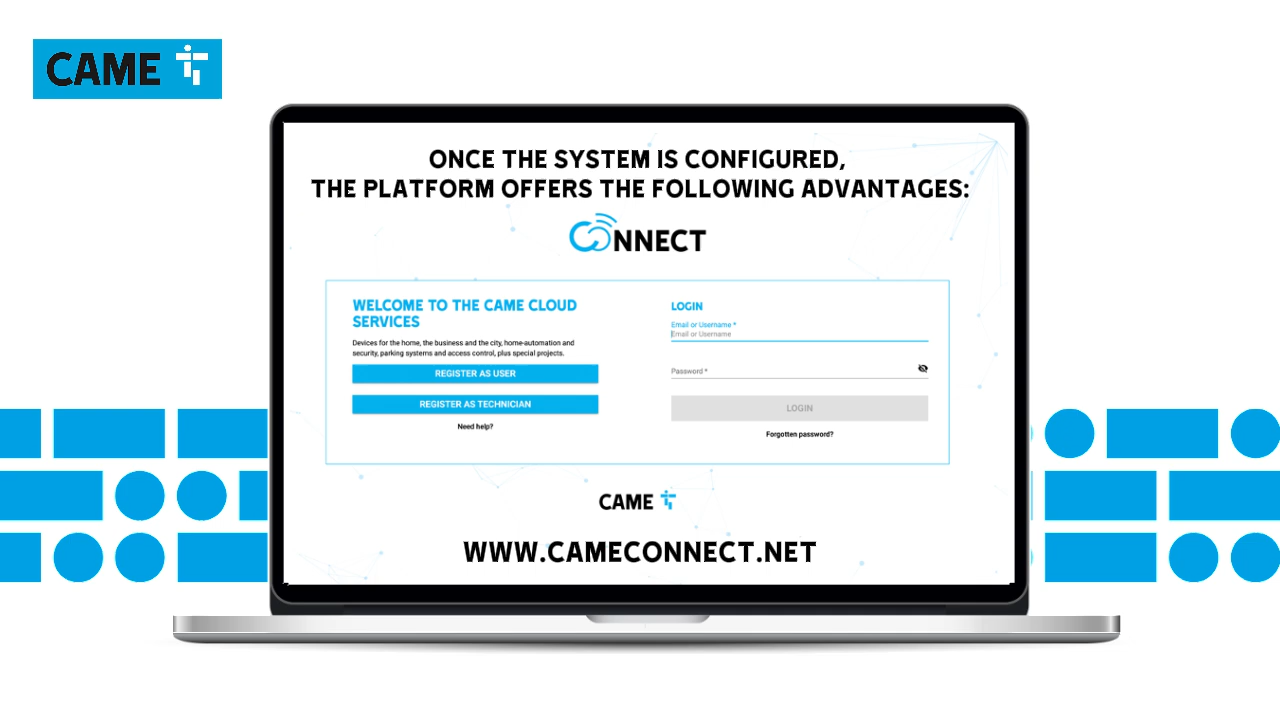 CAME
ONCE THE SYSTEM IS CONFIGURED,
THE PLATFORM OFFERS THE FOLLOWING ADVANTAGES:
CONNECT
WELCOME TO THE CAME CLOUD
SERVICES
Devices for the home, the business and the city, home-automation and
security, parking systems and access control, plus special projects.
REGISTER AS USER
REGISTER AS TECHNICIAN
Need help?
LOGIN
Email or Username *
Email or Username
Password *
LOGIN
Forgotten password?
CAME
WWW.CAMECONNECT.NET